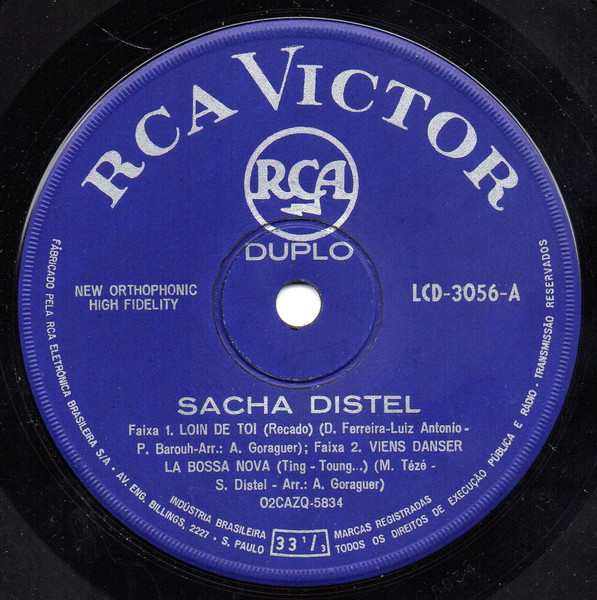 RCA VICTOR
RCA
DUPLO
NEW ORTHOPHONIC
HIGH FIDELITY
LCD-3056-A
SACHA DISTEL
Faixa 1. LOIN DE TOI (Recado) (D. Ferreira-Luiz Antonio -
P. Barouh-Arr.: A. Goraguer); Faixa 2. VIENS DANSER
LA BOSSA NOVA (Ting - Toung...) (M. Tézé -
S. Distel - Arr.: A. Goraguer)
O2CAZQ-5834
FÁBRICADO PELA RCA ELETRÔNICA BRASILEIRA S/A - AV. ENG. BILLINGS, 2227 - S. PAULO
INDÚSTRIA BRASILEIRA
33 1/3
MARCAS REGISTRADAS
TODOS OS DIREITOS DE EXECUÇÃO PÚBLICA E RÁDIO - TRANSMISSÃO RESERVADOS